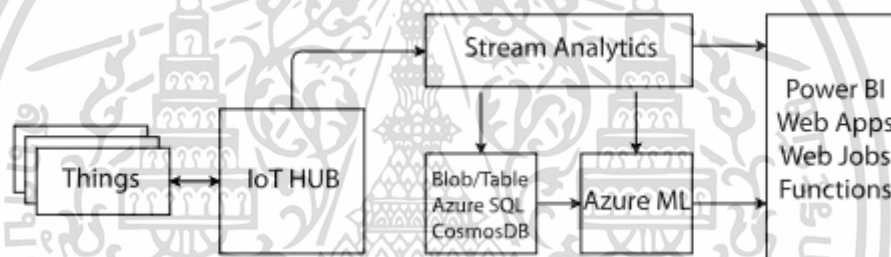 Stream Analytics
Things
IoT HUB
Blob/Table
Azure SQL
CosmosDB
Azure ML
Power BI
Web Apps
Web Jobs
Functions